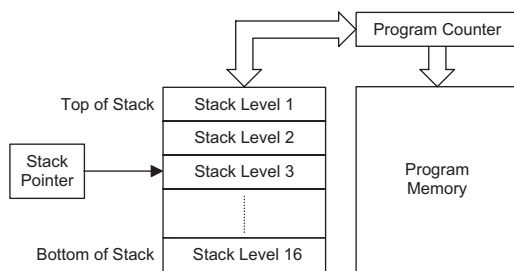 Program Counter
Top of Stack
Stack Level 1
Stack Level 2
Stack
Pointer
Stack Level 3
Program
Memory
Bottom of Stack
Stack Level 16